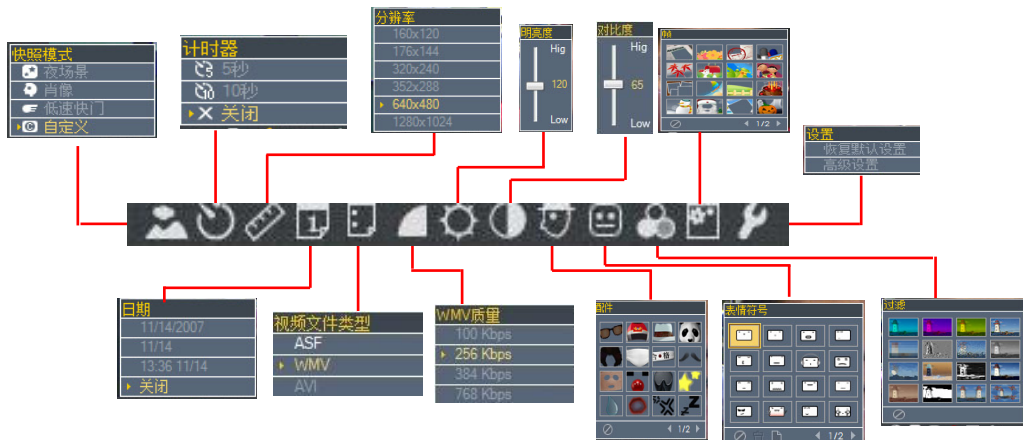 快照模式
夜场景
肖像
低速快门
自定义
计时器
5秒
10秒
关闭
分辨率
160x120
176x144
320x240
352x288
640x480
1280x1024
明亮度
Hig
120
Low
对比度
Hig
65
Low
1/2
设置
恢复默认设置
高级设置
1
日期
11/14/2007
11/14
13:36 11/14
关闭
视频文件类型
ASF
WMV
AVI
WMV质量
100 Kbps
256 Kbps
384 Kbps
768 Kbps
配件
1/2
表情符号
1/2
过滤